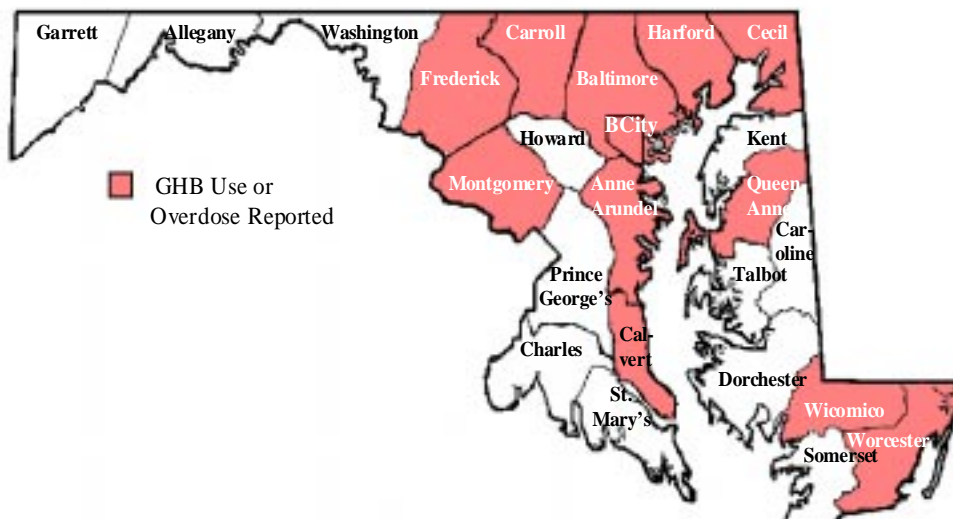 Garrett
Allegany
Washington
Carroll
Harford
Cecil
Frederick
Baltimore
BCity
Howard
Kent
Montgomery
Anne
Arundel
Queen
Anne
GHB Use or
Overdose Reported
Car-
oline
Talbot
Prince
George's
Charles
Cal-
vert
St.
Mary's
Dorchester
Wicomico
Worcester
Somerset